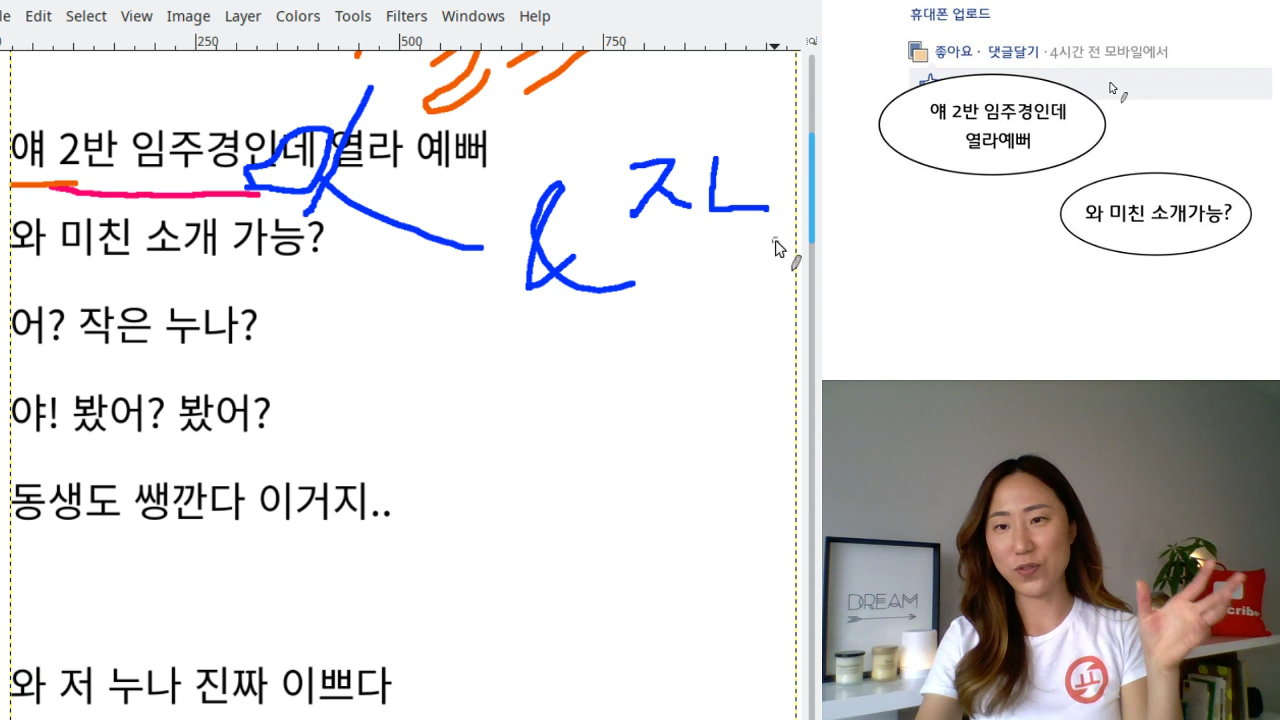 Edit Select View Image Layer Colors Tools Filters Windows Help
250 500 750
얘 2반 임주경인데 열라 예뻐
와 미친 소개 가능?
어? 작은 누나?
야! 봤어? 봤어?
동생도 쌩깐다 이거지..
와 저 누나 진짜 이쁘다
&
휴대폰 업로드
좋아요 · 댓글달기 · 4시간 전 모바일에서
얘 2반 임주경인데
열라예뻐
와 미친 소개가능?
DREAM